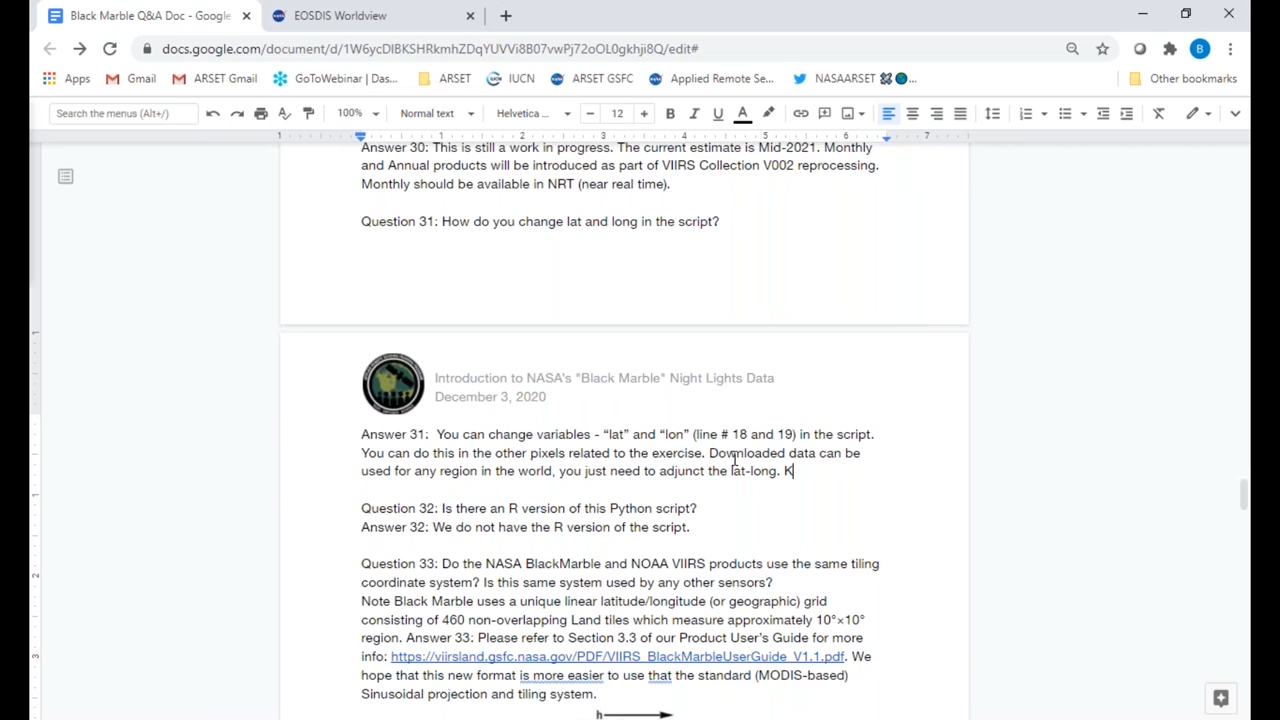 Black Marble Q&A Doc - Google
EOSDIS Worldview
docs.google.com/document/d/1W6ycDIBKSHRkmhZDqYUVVi8B07vwPj72oOL0gkhji8Q/edit#
B
Apps
Gmail
ARSET Gmail
GoToWebinar | Das...
ARSET
IUCN
ARSET GSFC
Applied Remote Se...
NASAARSET
Other bookmarks
Search the menus (Alt+/)
100%
Normal text
Helvetica ...
12
1 1 2 3 4 5 6 7
Answer 30: This is still a work in progress. The current estimate is Mid-2021. Monthly
and Annual products will be introduced as part of VIIRS Collection V002 reprocessing.
Monthly should be available in NRT (near real time).
Question 31: How do you change lat and long in the script?
Introduction to NASA's "Black Marble" Night Lights Data
December 3, 2020
Answer 31:  You can change variables - “lat” and “lon” (line # 18 and 19) in the script.
You can do this in the other pixels related to the exercise. Downloaded data can be
used for any region in the world, you just need to adjunct the lat-long. K
Question 32: Is there an R version of this Python script?
Answer 32: We do not have the R version of the script.
Question 33: Do the NASA BlackMarble and NOAA VIIRS products use the same tiling
coordinate system? Is this same system used by any other sensors?
Note Black Marble uses a unique linear latitude/longitude (or geographic) grid
consisting of 460 non-overlapping Land tiles which measure approximately 10°×10°
region. Answer 33: Please refer to Section 3.3 of our Product User’s Guide for more
info: https://viirsland.gsfc.nasa.gov/PDF/VIIRS_BlackMarbleUserGuide_V1.1.pdf. We
hope that this new format is more easier to use that the standard (MODIS-based)
Sinusoidal projection and tiling system.
h